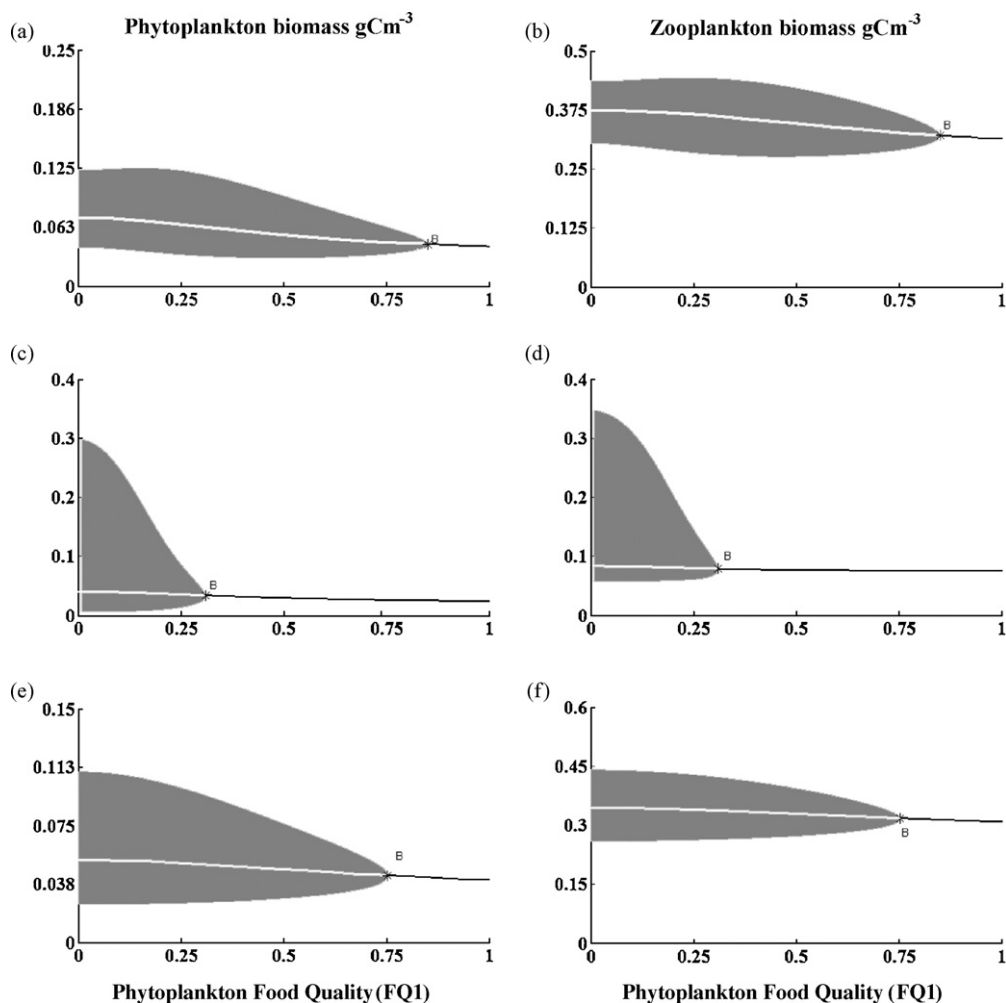 (a)
Phytoplankton biomass gCm⁻³
0.25
0.186
0.125
0.063
0
B
0 0.25 0.5 0.75 1
(b)
Zooplankton biomass gCm⁻³
0.5
0.375
0.25
0.125
0
B
0 0.25 0.5 0.75 1
(c)
0.4
0.3
0.2
0.1
0
B
0 0.25 0.5 0.75 1
(d)
0.4
0.3
0.2
0.1
0
B
0 0.25 0.5 0.75 1
(e)
0.15
0.113
0.075
0.038
0
B
0 0.25 0.5 0.75 1
Phytoplankton Food Quality (FQ1)
(f)
0.6
0.45
0.3
0.15
0
B
0 0.25 0.5 0.75 1
Phytoplankton Food Quality (FQ1)